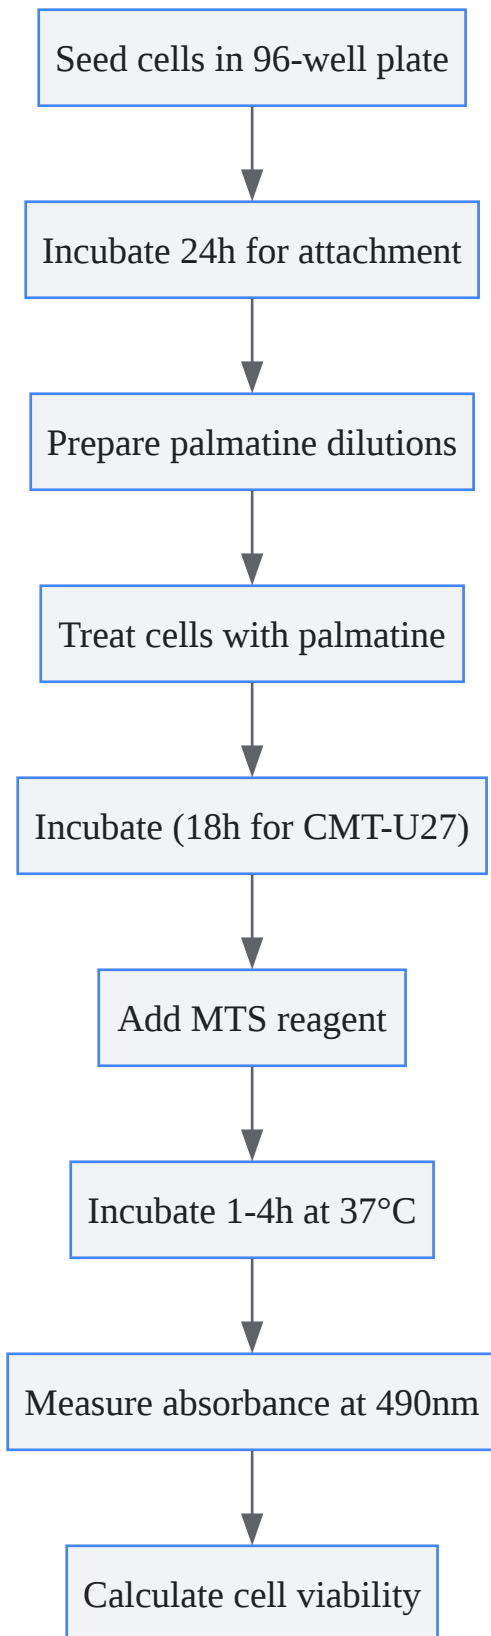 Seed cells in 96-well plate
Incubate 24h for attachment
Prepare palmatine dilutions
Treat cells with palmatine
Incubate (18h for CMT-U27)
Add MTS reagent
Incubate 1-4h at 37°C
Measure absorbance at 490nm
Calculate cell viability